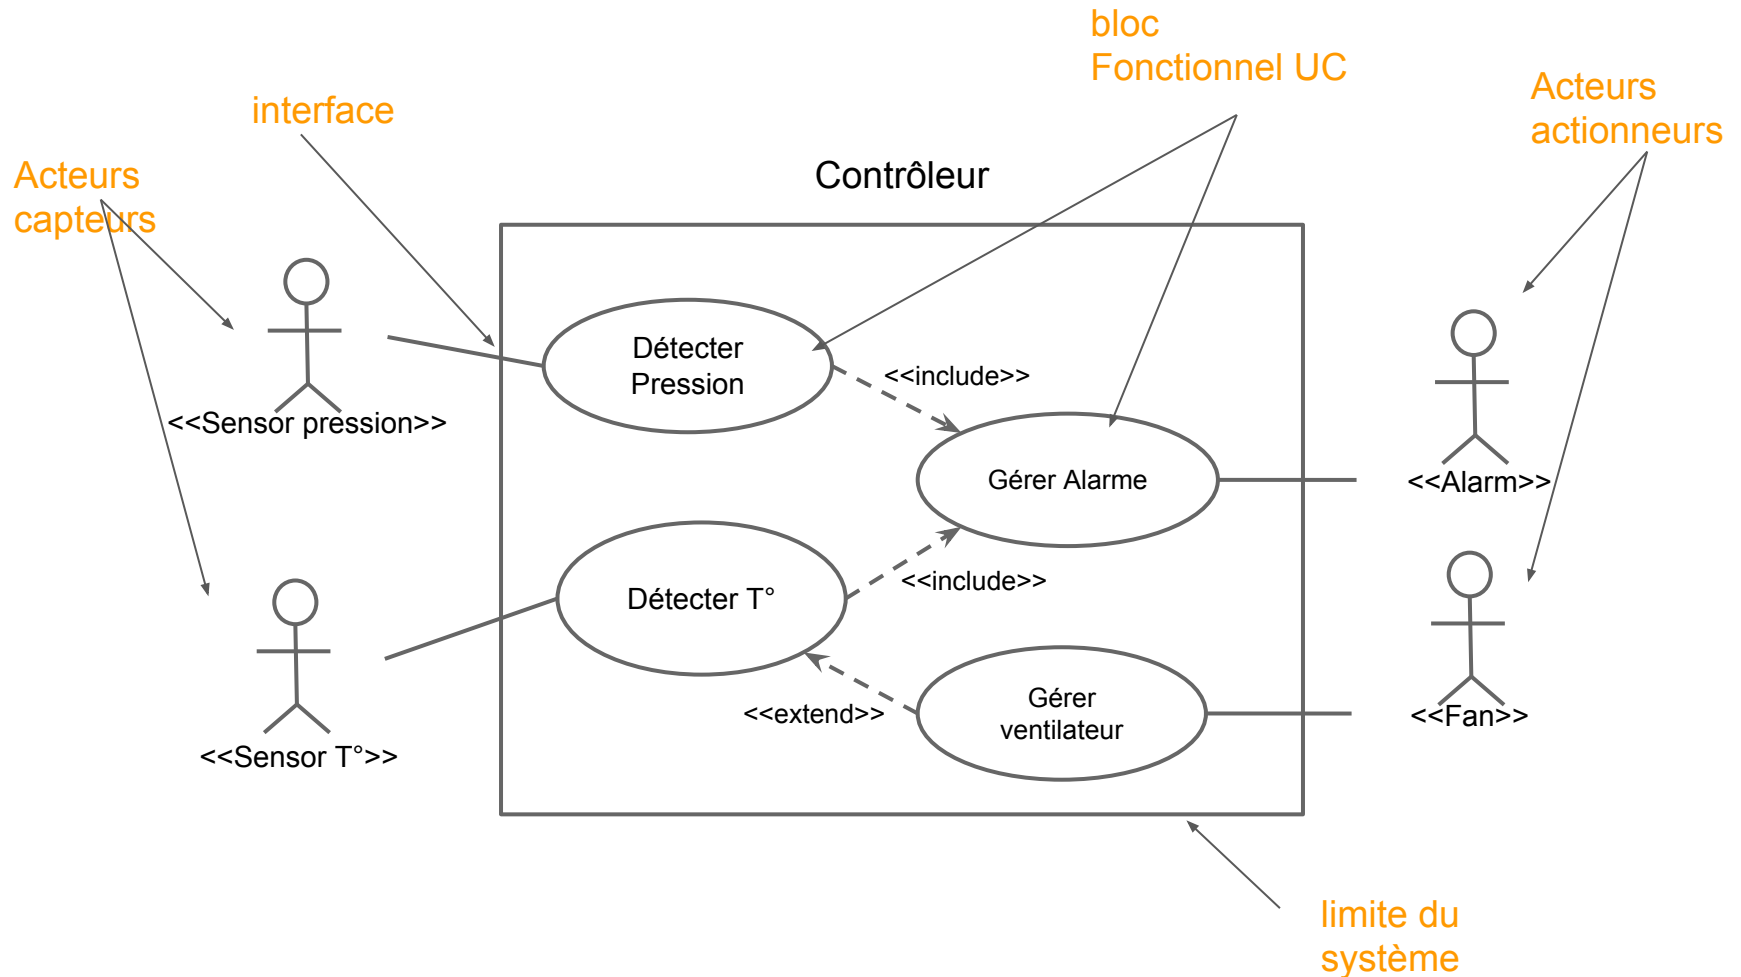 bloc
Fonctionnel UC
Acteurs
actionneurs
interface
Acteurs
capteurs
Contrôleur
Détecter
Pression
<<include>>
<<Sensor pression>>
Gérer Alarme
<<Alarm>>
<<include>>
Détecter T°
Gérer
ventilateur
<<extend>>
<<Fan>>
<<Sensor T°>>
limite du
système